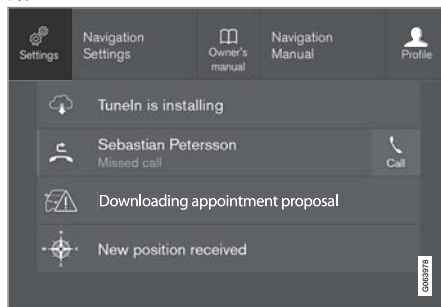 Settings
Navigation
Settings
Owner's
manual
Navigation
Manual
Profile
TuneIn is installing
Sebastian Petersson
Missed call
Call
Downloading appointment proposal
New position received
G063978